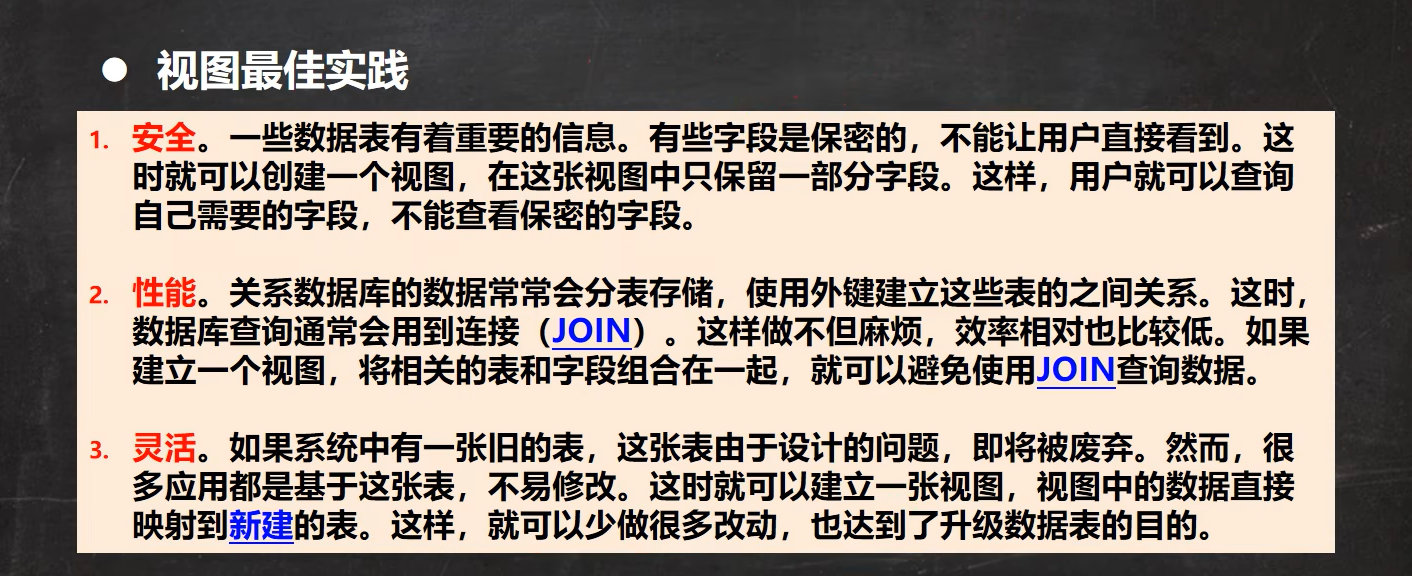 ● 视图最佳实践
1. 安全。一些数据表有着重要的信息。有些字段是保密的，不能让用户直接看到。这
时就可以创建一个视图，在这张视图中只保留一部分字段。这样，用户就可以查询
自己需要的字段，不能查看保密的字段。
2. 性能。关系数据库的数据常常会分表存储，使用外键建立这些表的之间关系。这时，
数据库查询通常会用到连接（JOIN）。这样做不但麻烦，效率相对也比较低。如果
建立一个视图，将相关的表和字段组合在一起，就可以避免使用JOIN查询数据。
3. 灵活。如果系统中有一张旧的表，这张表由于设计的问题，即将被废弃。然而，很
多应用都是基于这张表，不易修改。这时就可以建立一张视图，视图中的数据直接
映射到新建的表。这样，就可以少做很多改动，也达到了升级数据表的目的。